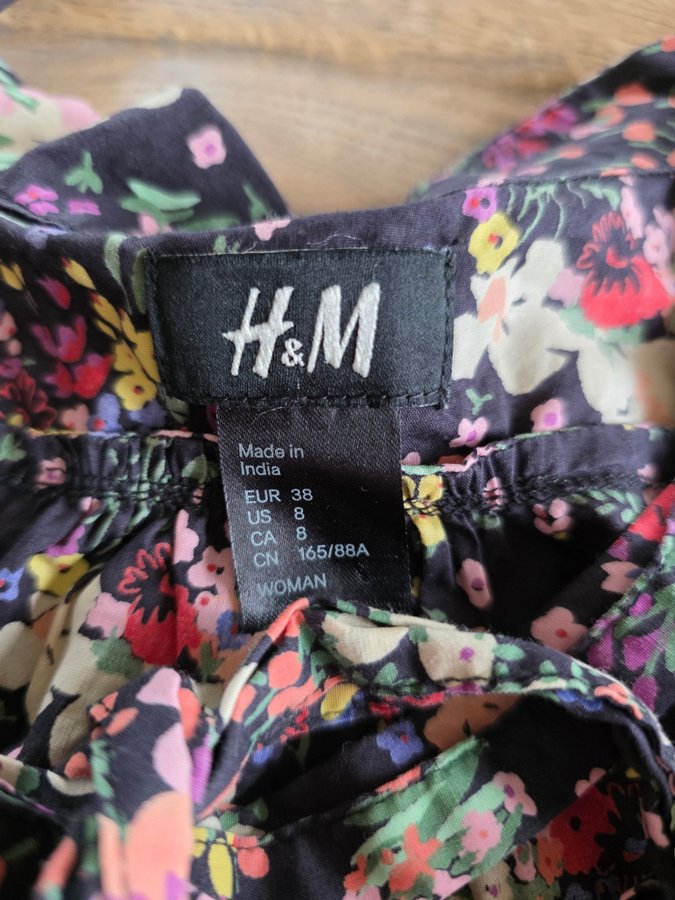 H&M
Made in
India
EUR 38
US 8
CA 8
CN 165/88A
WOMAN